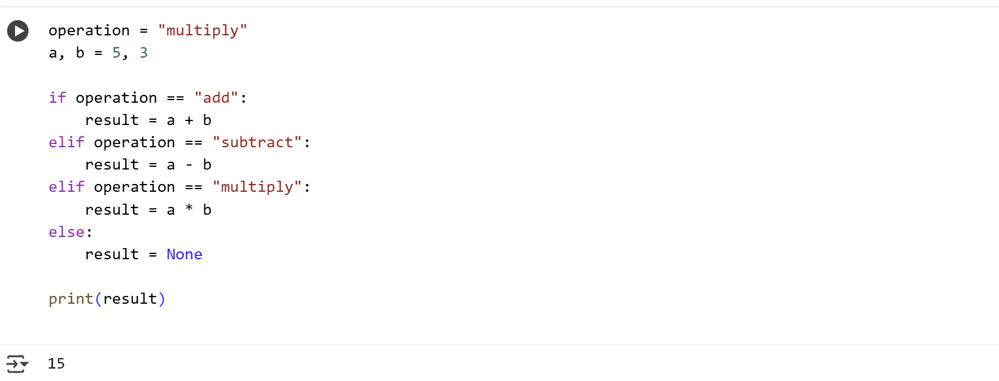 operation = "multiply"
a, b = 5, 3
if operation == "add":
    result = a + b
elif operation == "subtract":
    result = a - b
elif operation == "multiply":
    result = a * b
else:
    result = None
print(result)
15